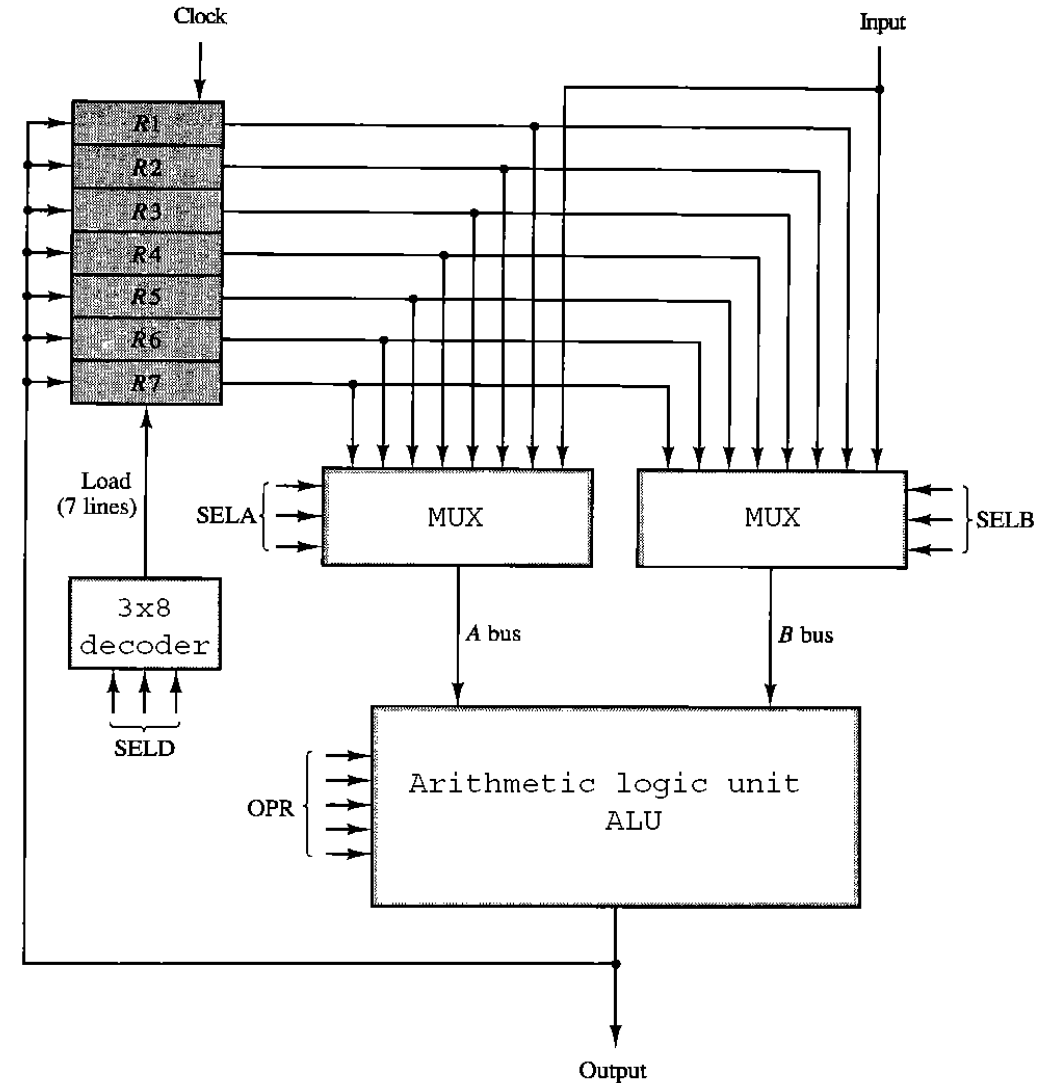 Clock
Input
R1
R2
R3
R4
R5
R6
R7
Load
(7 lines)
SELA
MUX
MUX
SELB
3x8
decoder
A bus
B bus
SELD
OPR
Arithmetic logic unit
ALU
Output